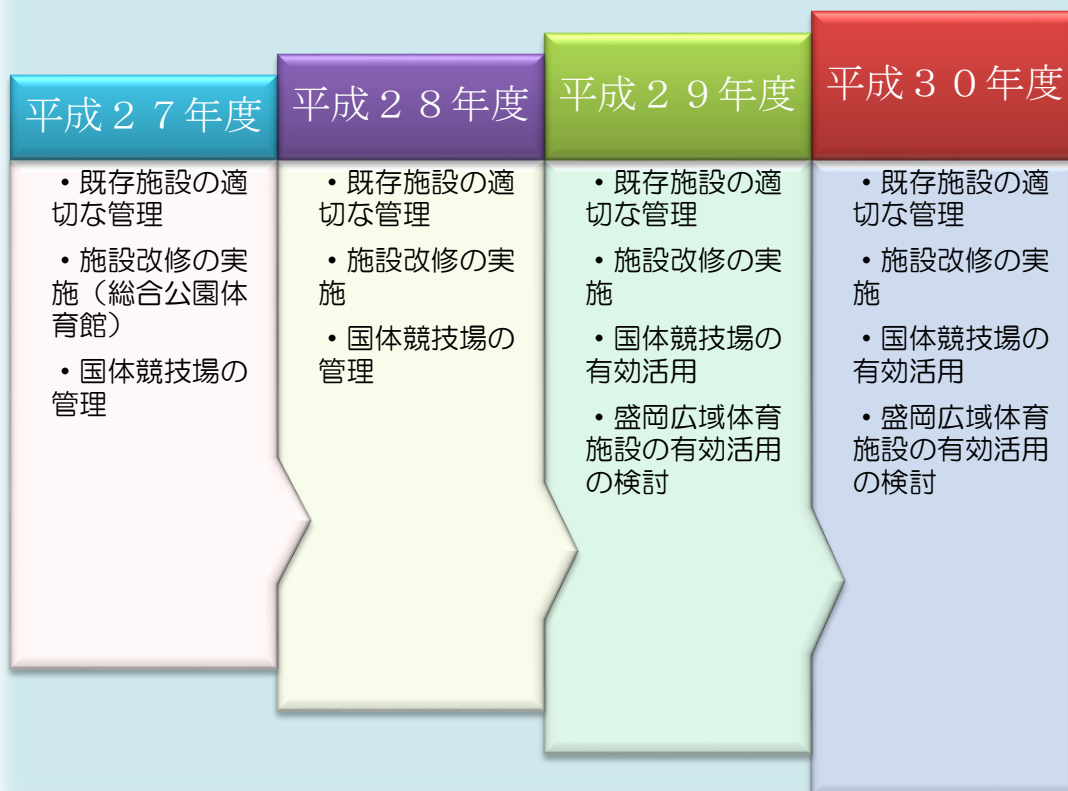 平成２７年度
・既存施設の適
切な管理
・施設改修の実
施（総合公園体
育館）
・国体競技場の
管理
平成２８年度
・既存施設の適
切な管理
・施設改修の実
施
・国体競技場の
管理
平成２９年度
・既存施設の適
切な管理
・施設改修の実
施
・国体競技場の
有効活用
・盛岡広域体育
施設の有効活用
の検討
平成３０年度
・既存施設の適
切な管理
・施設改修の実
施
・国体競技場の
有効活用
・盛岡広域体育
施設の有効活用
の検討